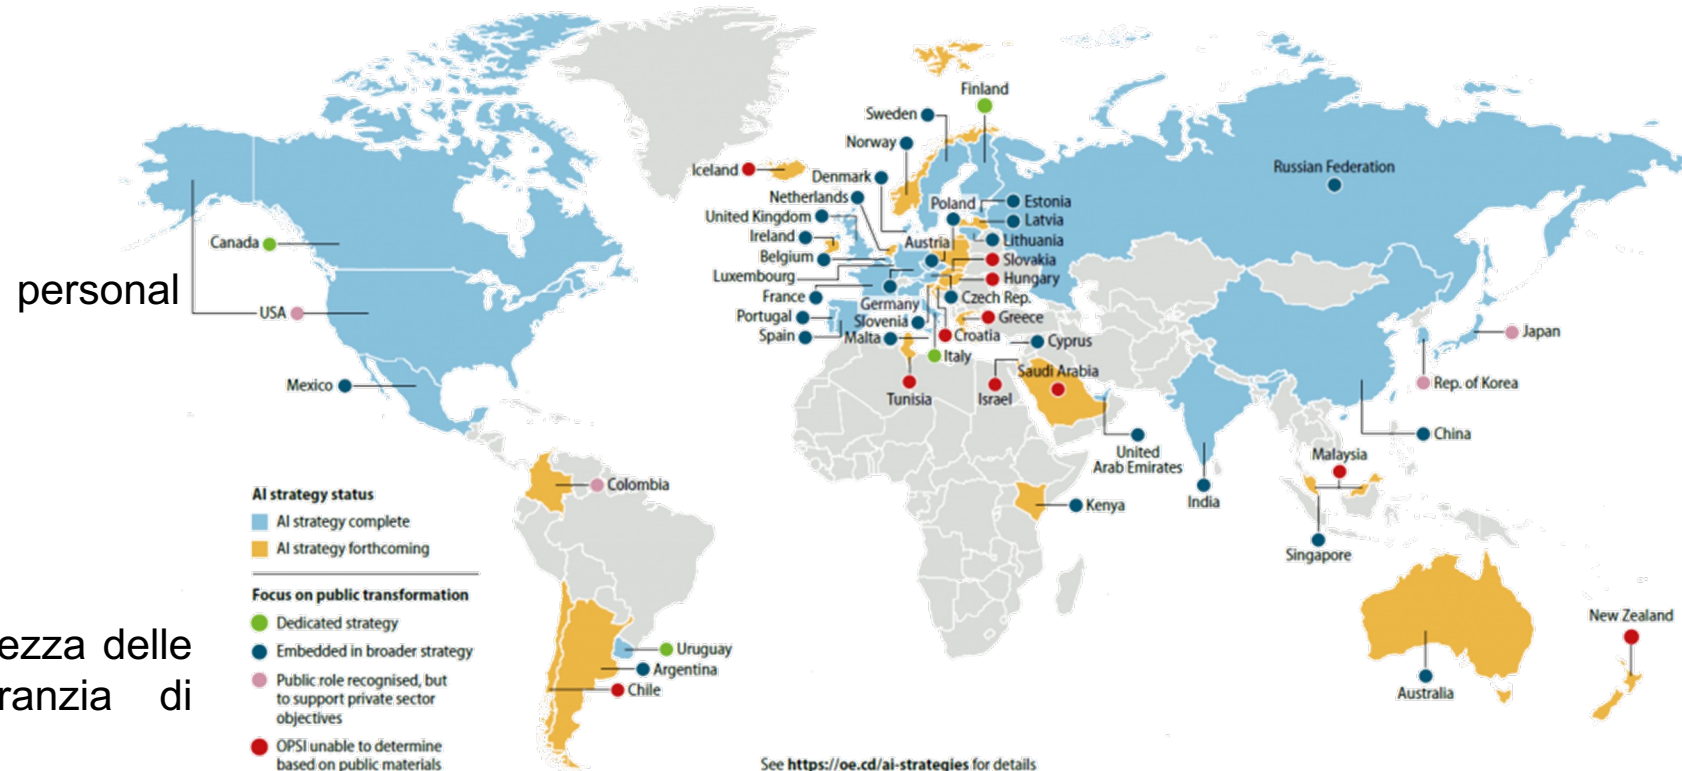 Finland
Sweden
Norway
Russian Federation
Iceland
Denmark
Netherlands
Poland
Estonia
United Kingdom
Latvia
Ireland
Austria
Lithuania
Canada
Belgium
Slovakia
Luxembourg
Hungary
personal
France
Germany
Czech Rep.
USA
Portugal
Slovenia
Greece
Spain
Malta
Croatia
Cyprus
Japan
Italy
Mexico
Saudi Arabia
Rep. of Korea
Tunisia
Israel
China
United
Arab Emirates
Malaysia
Colombia
India
Kenya
Singapore
AI strategy status
AI strategy complete
AI strategy forthcoming
Focus on public transformation
Dedicated strategy
Embedded in broader strategy
Public role recognised, but
to support private sector
objectives
OPSI unable to determine
based on public materials
ezza delle
ranzia di
Uruguay
Argentina
Chile
New Zealand
Australia
See https://oe.cd/ai-strategies for details